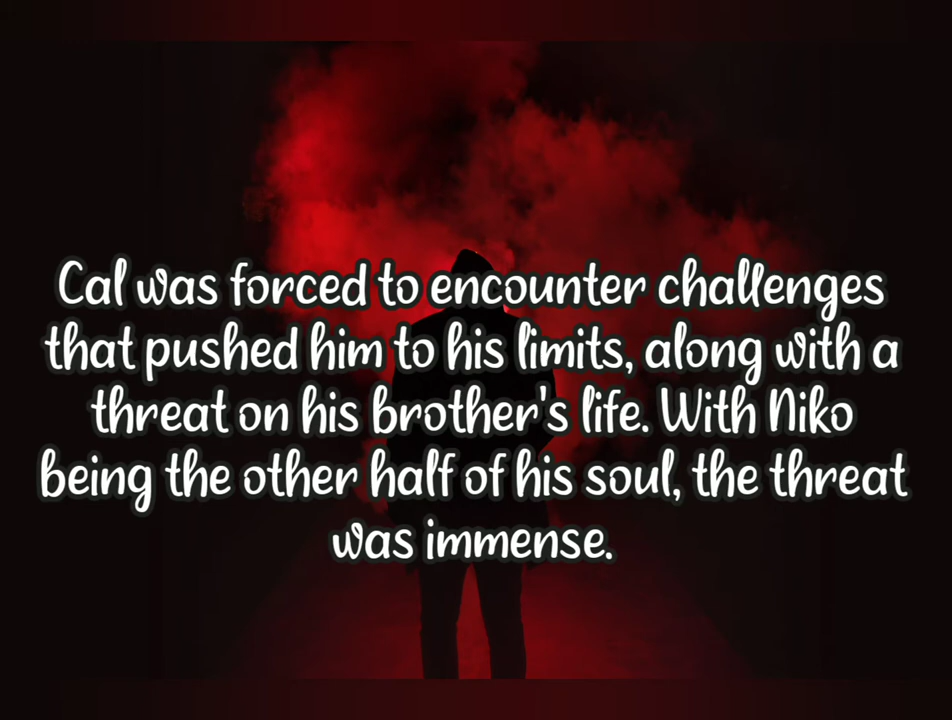 Cal was forced to encounter challenges
that pushed him to his limits, along with a
threat on his brother's life. With Niko
being the other half of his soul, the threat
was immense.